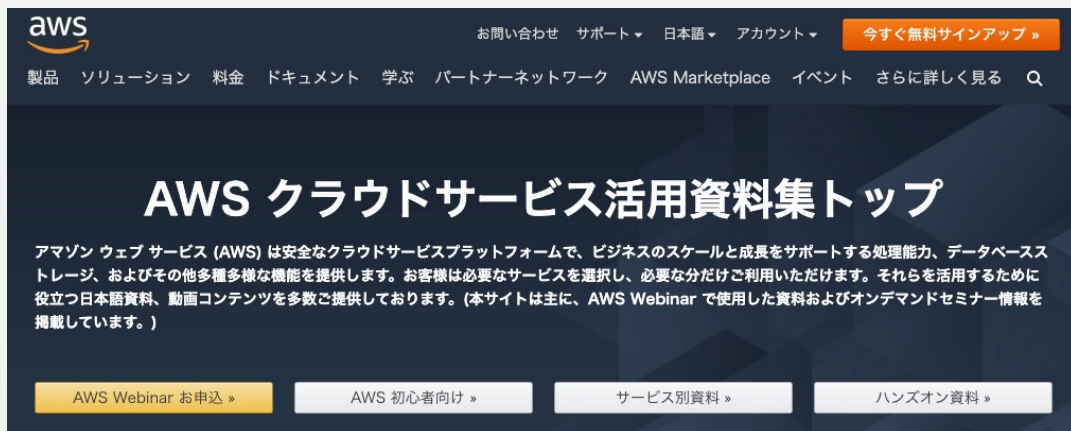 aws
お問い合わせ サポート 日本語 アカウント 今すぐ無料サインアップ »
製品 ソリューション 料金 ドキュメント 学ぶ パートナーネットワーク AWS Marketplace イベント さらに詳しく見る
AWS クラウドサービス活用資料集トップ
アマゾン ウェブ サービス (AWS) は安全なクラウドサービスプラットフォームで、ビジネスのスケールと成長をサポートする処理能力、データベースス
トレージ、およびその他多種多様な機能を提供します。お客様は必要なサービスを選択し、必要な分だけご利用いただけます。それらを活用するために
役立つ日本語資料、動画コンテンツを多数ご提供しております。(本サイトは主に、AWS Webinar で使用した資料およびオンデマンドセミナー情報を
掲載しています。)
AWS Webinar お申込 » AWS 初心者向け » サービス別資料 » ハンズオン資料 »